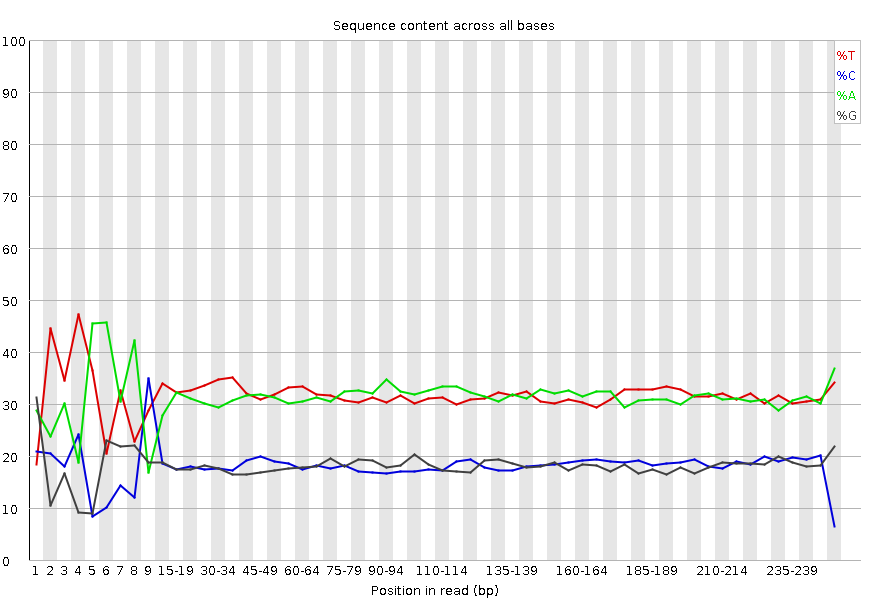 Sequence content across all bases
100
90
80
70
60
50
40
30
20
10
0
%T
%C
%A
%G
1 2 3 4 5 6 7 8 9 15-19 30-34 45-49 60-64 75-79 90-94 110-114 135-139 160-164 185-189 210-214 235-239
Position in read (bp)